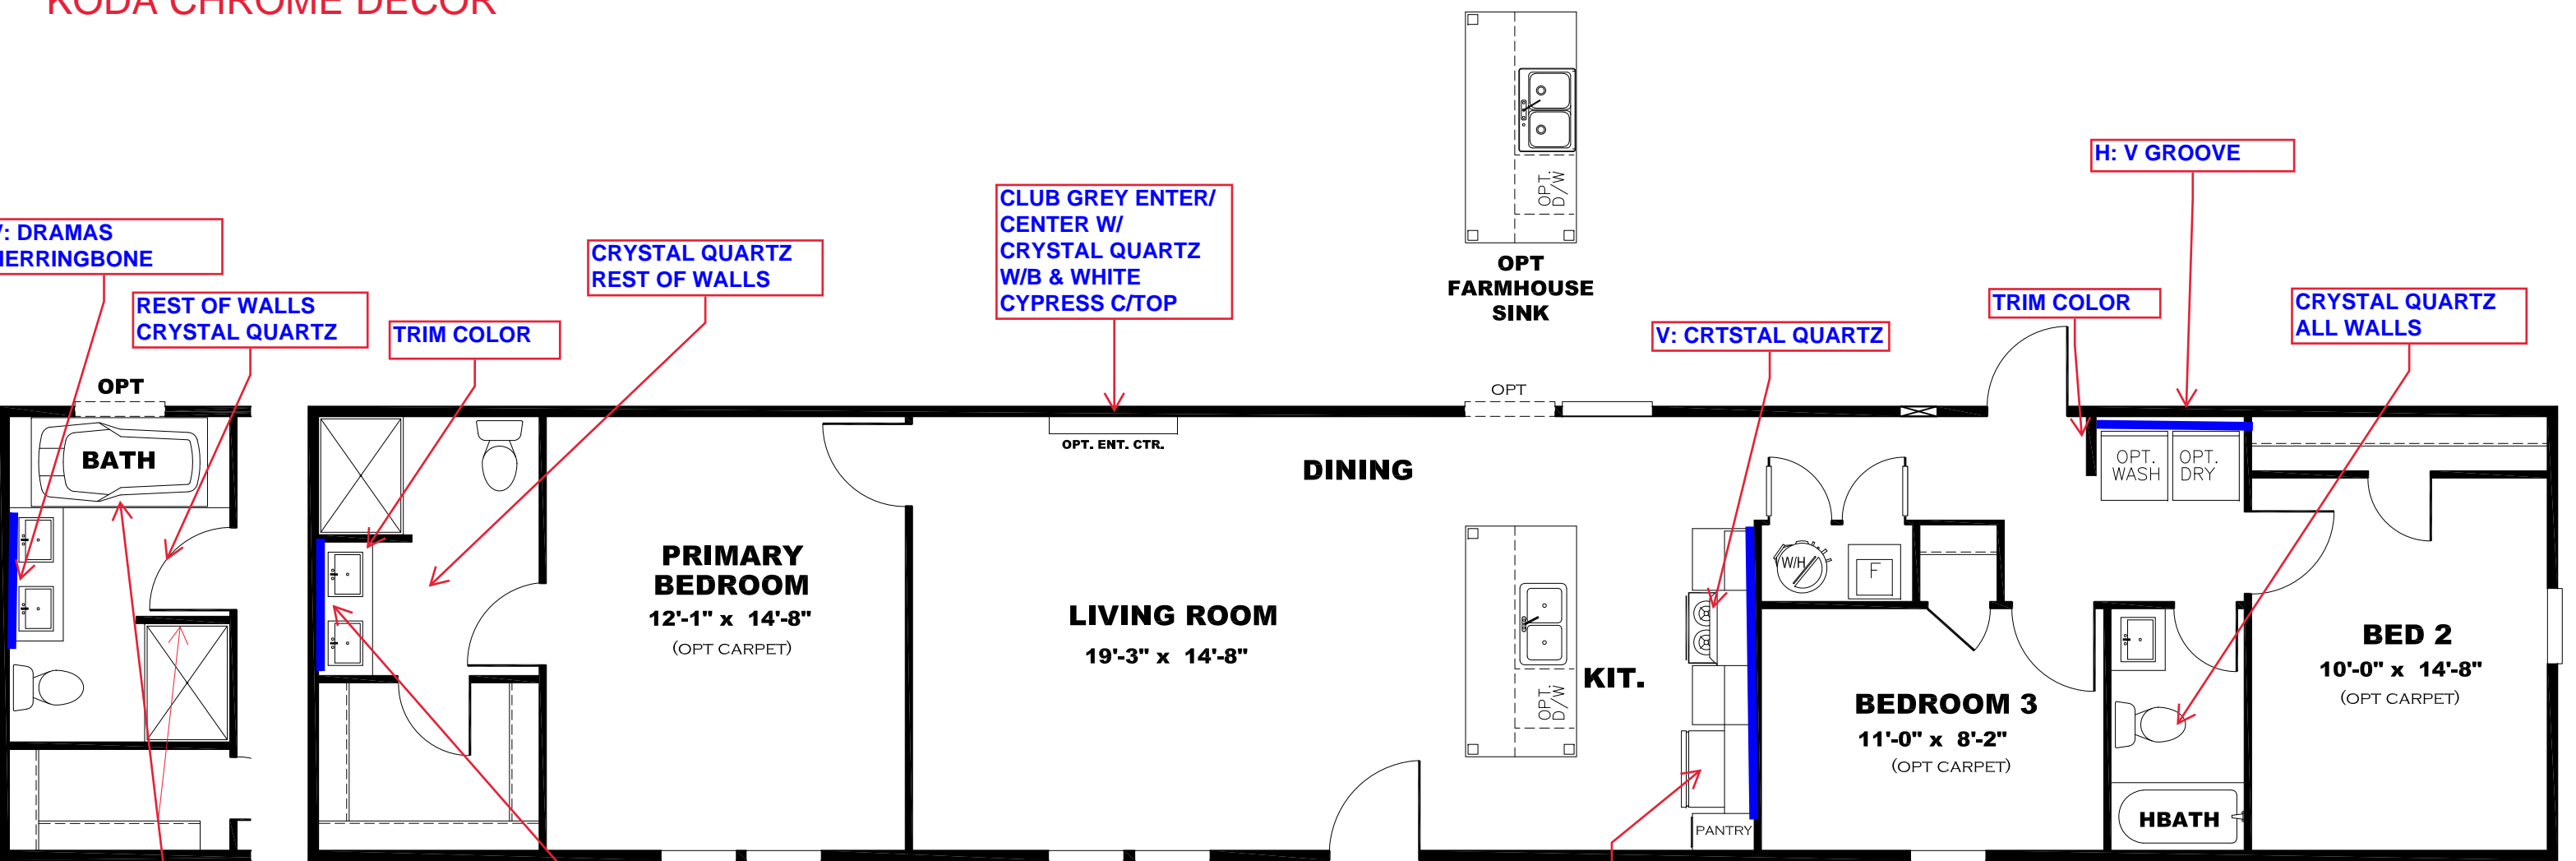 KODA CHROME DECOR
V: DRAMAS
HERRINGBONE
REST OF WALLS
CRYSTAL QUARTZ
TRIM COLOR
CRYSTAL QUARTZ
REST OF WALLS
CLUB GREY ENTER/
CENTER W/
CRYSTAL QUARTZ
W/B & WHITE
CYPRESS C/TOP
OPT.
D/W
OPT
FARMHOUSE
SINK
V: CRTSTAL QUARTZ
H: V GROOVE
TRIM COLOR
CRYSTAL QUARTZ
ALL WALLS
OPT
BATH
OPT. ENT. CTR.
OPT
DINING
PRIMARY
BEDROOM
12'-1" x 14'-8"
(OPT CARPET)
LIVING ROOM
19'-3" x 14'-8"
OPT.
D/W
KIT.
PANTRY
W/H
F
OPT.
WASH
OPT.
DRY
BEDROOM 3
11'-0" x 8'-2"
(OPT CARPET)
HBATH
BED 2
10'-0" x 14'-8"
(OPT CARPET)